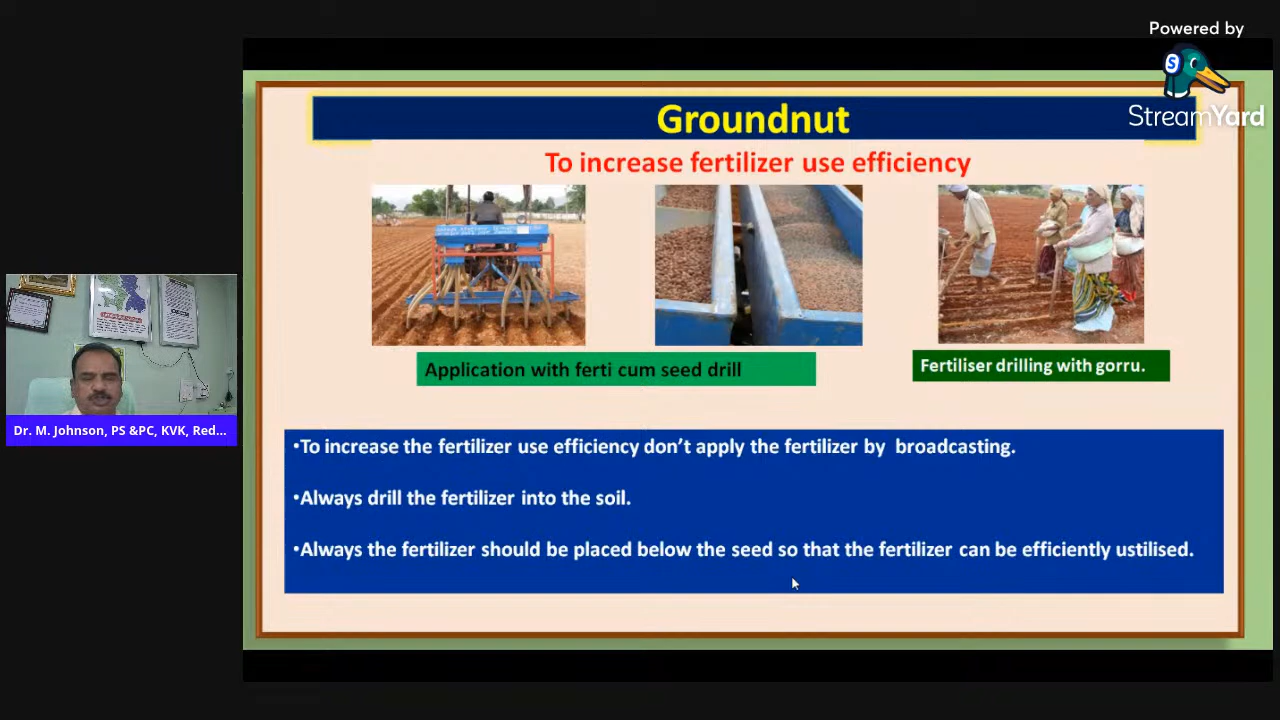 Powered by
StreamYard
Groundnut
To increase fertilizer use efficiency
Application with ferti cum seed drill
Fertiliser drilling with gorru.
•To increase the fertilizer use efficiency don’t apply the fertilizer by broadcasting.
•Always drill the fertilizer into the soil.
•Always the fertilizer should be placed below the seed so that the fertilizer can be efficiently ustilised.
Dr. M. Johnson, PS &PC, KVK, Red...